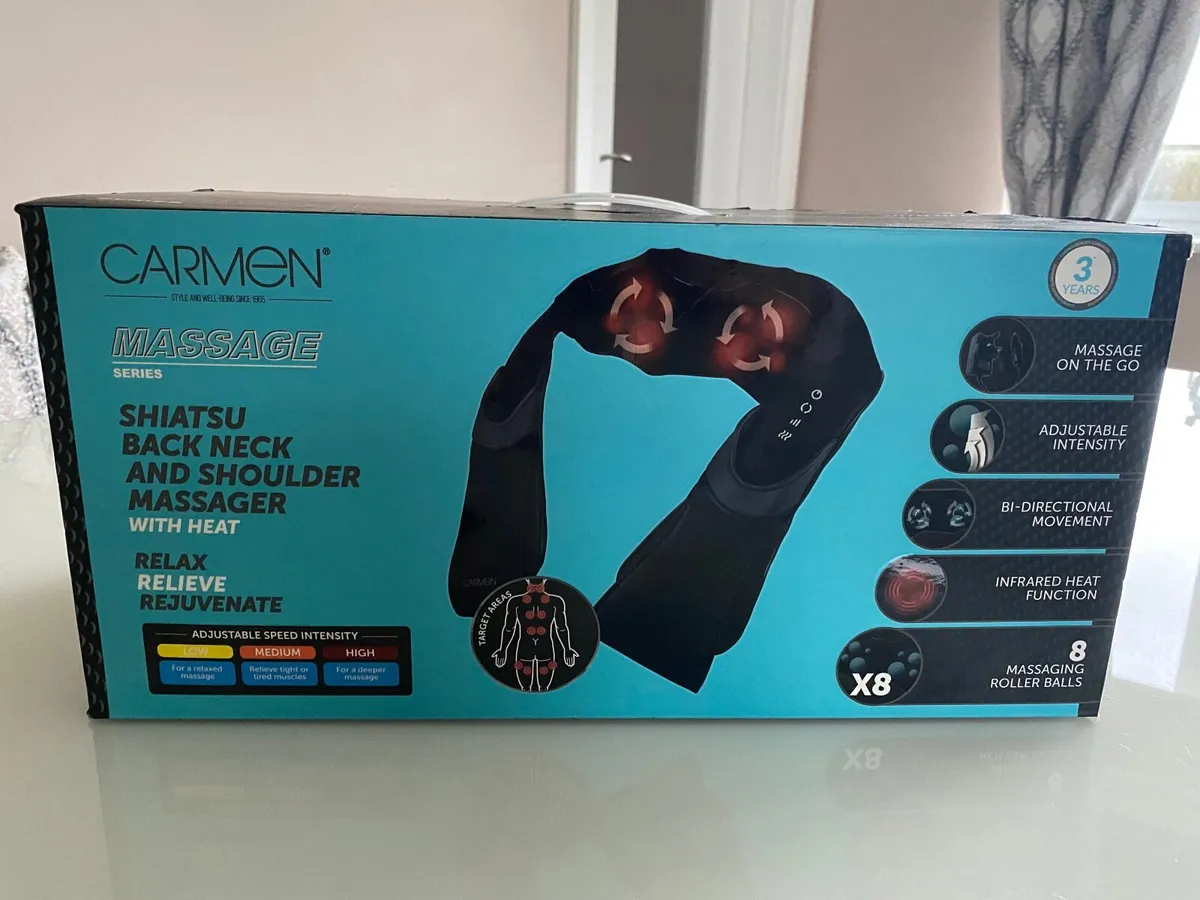 CARMEN®
STYLE AND WELL-BEING SINCE 1965
MASSAGE
SERIES
SHIATSU
BACK NECK
AND SHOULDER
MASSAGER
WITH HEAT
RELAX
RELIEVE
REJUVENATE
ADJUSTABLE SPEED INTENSITY
LOW MEDIUM HIGH
For a relaxed massage
Relieve tight or tired muscles
For a deeper massage
CARMEN
TARGET AREAS
3*
YEARS
MASSAGE
ON THE GO
ADJUSTABLE
INTENSITY
BI-DIRECTIONAL
MOVEMENT
INFRARED HEAT
FUNCTION
X8
8
MASSAGING
ROLLER BALLS